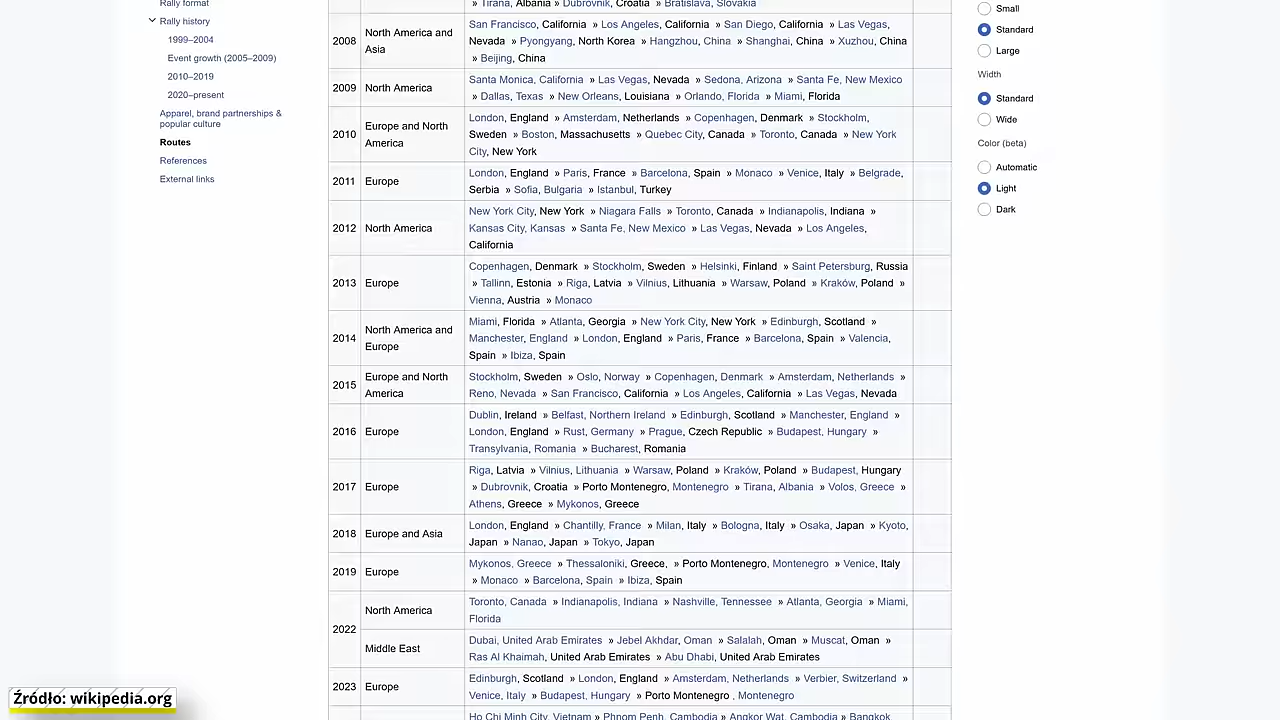 Rally format
Rally history
1999–2004
Event growth (2005–2009)
2010–2019
2020–present
Apparel, brand partnerships &
popular culture
Routes
References
External links
» Tirana, Albania » Dubrovnik, Croatia » Bratislava, Slovakia
2008
North America and
Asia
San Francisco, California » Los Angeles, California » San Diego, California » Las Vegas,
Nevada » Pyongyang, North Korea » Hangzhou, China » Shanghai, China » Xuzhou, China
» Beijing, China
2009
North America
Santa Monica, California » Las Vegas, Nevada » Sedona, Arizona » Santa Fe, New Mexico
» Dallas, Texas » New Orleans, Louisiana » Orlando, Florida » Miami, Florida
2010
Europe and North
America
London, England » Amsterdam, Netherlands » Copenhagen, Denmark » Stockholm,
Sweden » Boston, Massachusetts » Quebec City, Canada » Toronto, Canada » New York
City, New York
2011
Europe
London, England » Paris, France » Barcelona, Spain » Monaco » Venice, Italy » Belgrade,
Serbia » Sofia, Bulgaria » Istanbul, Turkey
2012
North America
New York City, New York » Niagara Falls » Toronto, Canada » Indianapolis, Indiana »
Kansas City, Kansas » Santa Fe, New Mexico » Las Vegas, Nevada » Los Angeles,
California
2013
Europe
Copenhagen, Denmark » Stockholm, Sweden » Helsinki, Finland » Saint Petersburg, Russia
» Tallinn, Estonia » Riga, Latvia » Vilnius, Lithuania » Warsaw, Poland » Kraków, Poland »
Vienna, Austria » Monaco
2014
North America and
Europe
Miami, Florida » Atlanta, Georgia » New York City, New York » Edinburgh, Scotland »
Manchester, England » London, England » Paris, France » Barcelona, Spain » Valencia,
Spain » Ibiza, Spain
2015
Europe and North
America
Stockholm, Sweden » Oslo, Norway » Copenhagen, Denmark » Amsterdam, Netherlands »
Reno, Nevada » San Francisco, California » Los Angeles, California » Las Vegas, Nevada
2016
Europe
Dublin, Ireland » Belfast, Northern Ireland » Edinburgh, Scotland » Manchester, England »
London, England » Rust, Germany » Prague, Czech Republic » Budapest, Hungary »
Transylvania, Romania » Bucharest, Romania
2017
Europe
Riga, Latvia » Vilnius, Lithuania » Warsaw, Poland » Kraków, Poland » Budapest, Hungary
» Dubrovnik, Croatia » Porto Montenegro, Montenegro » Tirana, Albania » Volos, Greece »
Athens, Greece » Mykonos, Greece
2018
Europe and Asia
London, England » Chantilly, France » Milan, Italy » Bologna, Italy » Osaka, Japan » Kyoto,
Japan » Nanao, Japan » Tokyo, Japan
2019
Europe
Mykonos, Greece » Thessaloniki, Greece, » Porto Montenegro, Montenegro » Venice, Italy
» Monaco » Barcelona, Spain » Ibiza, Spain
2022
North America
Toronto, Canada » Indianapolis, Indiana » Nashville, Tennessee » Atlanta, Georgia » Miami,
Florida
Middle East
Dubai, United Arab Emirates » Jebel Akhdar, Oman » Salalah, Oman » Muscat, Oman »
Ras Al Khaimah, United Arab Emirates » Abu Dhabi, United Arab Emirates
2023
Europe
Edinburgh, Scotland » London, England » Amsterdam, Netherlands » Verbier, Switzerland »
Venice, Italy » Budapest, Hungary » Porto Montenegro , Montenegro
Ho Chi Minh City, Vietnam » Phnom Penh, Cambodia » Angkor Wat, Cambodia » Bangkok
Small
Standard
Large
Width
Standard
Wide
Color (beta)
Automatic
Light
Dark
Źródło: wikipedia.org